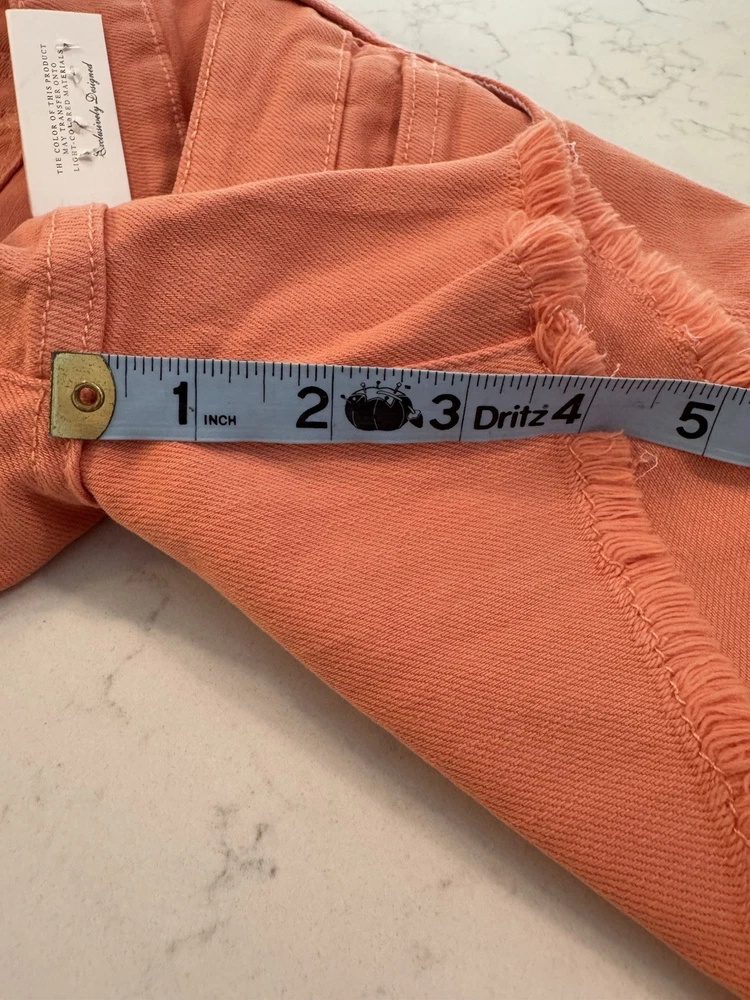 THE COLOR OF THIS PRODUCT
MAY TRANSFER ONTO
LIGHT-COLORED MATERIALS
Exclusively Designed
1 INCH 2 3 Dritz 4 5